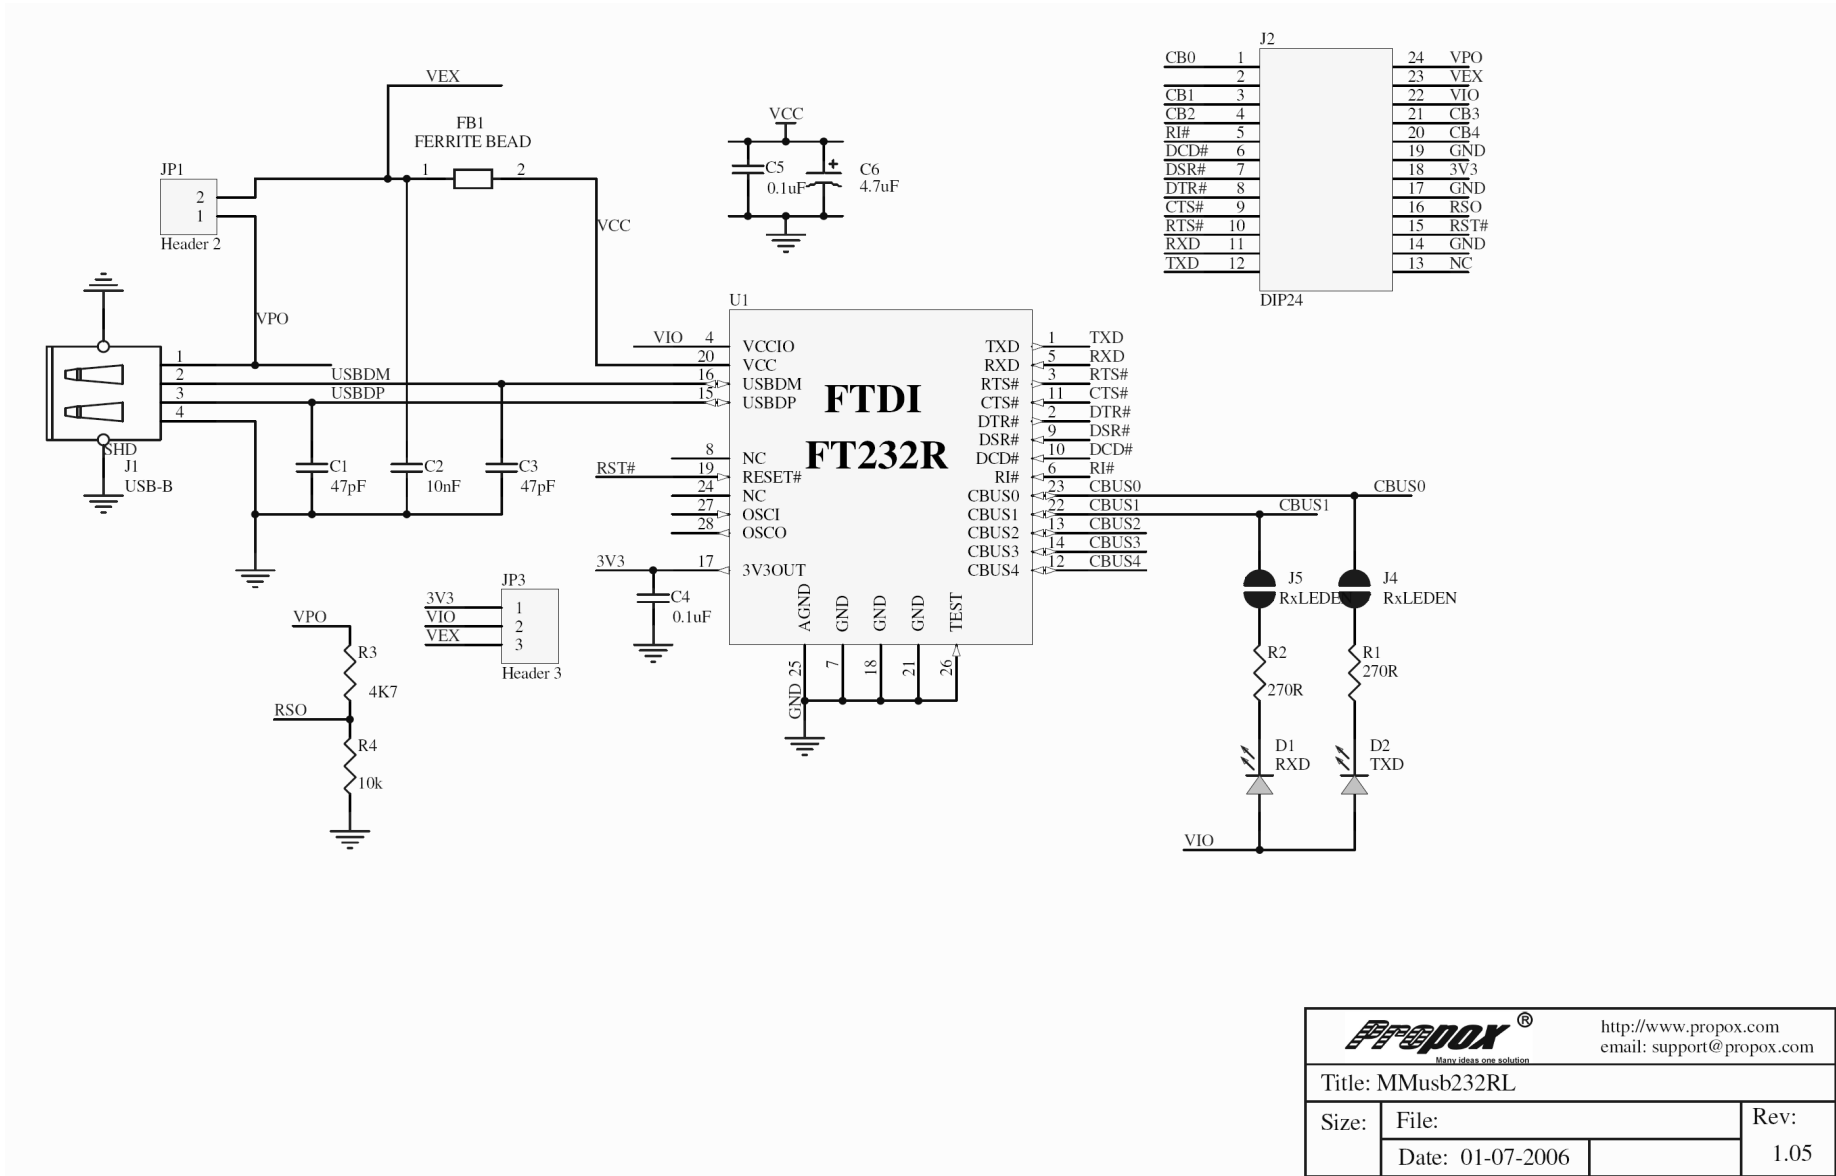 VEX
FB1
FERRITE BEAD
1
2
JP1
2
1
Header 2
VCC
VPO
VCC
C5
0.1uF
+
C6
4.7uF
J2
CB0 1
2
CB1 3
CB2 4
RI# 5
DCD# 6
DSR# 7
DTR# 8
CTS# 9
RTS# 10
RXD 11
TXD 12
24 VPO
23 VEX
22 VIO
21 CB3
20 CB4
19 GND
18 3V3
17 GND
16 RSO
15 RST#
14 GND
13 NC
DIP24
1
2
3
4
USBDM
USBDP
SHD
J1
USB-B
C1
47pF
C2
10nF
C3
47pF
U1
VIO 4 VCCIO
20 VCC
16 USBDM
15 USBDP
8 NC
RST# 19 RESET#
24 NC
27 OSCI
28 OSCO
3V3 17 3V3OUT
FTDI
FT232R
TXD 1 TXD
RXD 5 RXD
RTS# 3 RTS#
CTS# 11 CTS#
DTR# 2 DTR#
DSR# 9 DSR#
DCD# 10 DCD#
RI# 6 RI#
CBUS0 23 CBUS0
CBUS1 22 CBUS1
CBUS2 13 CBUS2
CBUS3 14 CBUS3
CBUS4 12 CBUS4
AGND
GND
GND
GND
TEST
25
7
18
21
26
GND
C4
0.1uF
JP3
3V3 1
VIO 2
VEX 3
Header 3
VPO
R3
4K7
RSO
R4
10k
CBUS0
CBUS1
J5
RxLEDEN
J4
RxLEDEN
R2
270R
R1
270R
D1
RXD
D2
TXD
VIO
Propox ®
Many ideas one solution
http://www.propox.com
email: support@propox.com
Title: MMusb232RL
Size:
File:
Rev:
1.05
Date: 01-07-2006